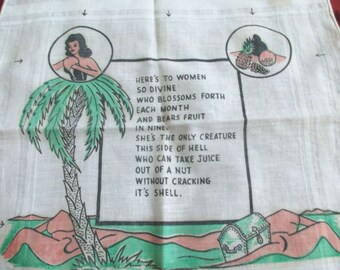 HERE'S TO WOMEN
SO DIVINE
WHO BLOSSOMS FORTH
EACH MONTH
AND BEARS FRUIT
IN NINE.
SHE'S THE ONLY CREATURE
THIS SIDE OF HELL
WHO CAN TAKE JUICE
OUT OF A NUT
WITHOUT CRACKING
IT'S SHELL.